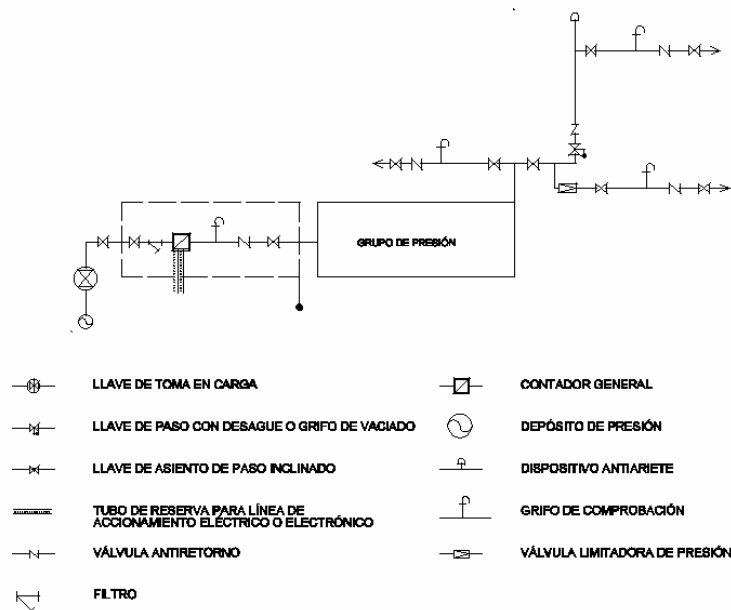 GRUPO DE PRESIÓN
LLAVE DE TOMA EN CARGA
LLAVE DE PASO CON DESAGUE O GRIFO DE VACIADO
LLAVE DE ASIENTO DE PASO INCLINADO
TUBO DE RESERVA PARA LÍNEA DE
ACCIONAMIENTO ELÉCTRICO O ELECTRÓNICO
VÁLVULA ANTIRETORNO
FILTRO
CONTADOR GENERAL
DEPÓSITO DE PRESIÓN
DISPOSITIVO ANTIARIETE
GRIFO DE COMPROBACIÓN
VÁLVULA LIMITADORA DE PRESIÓN